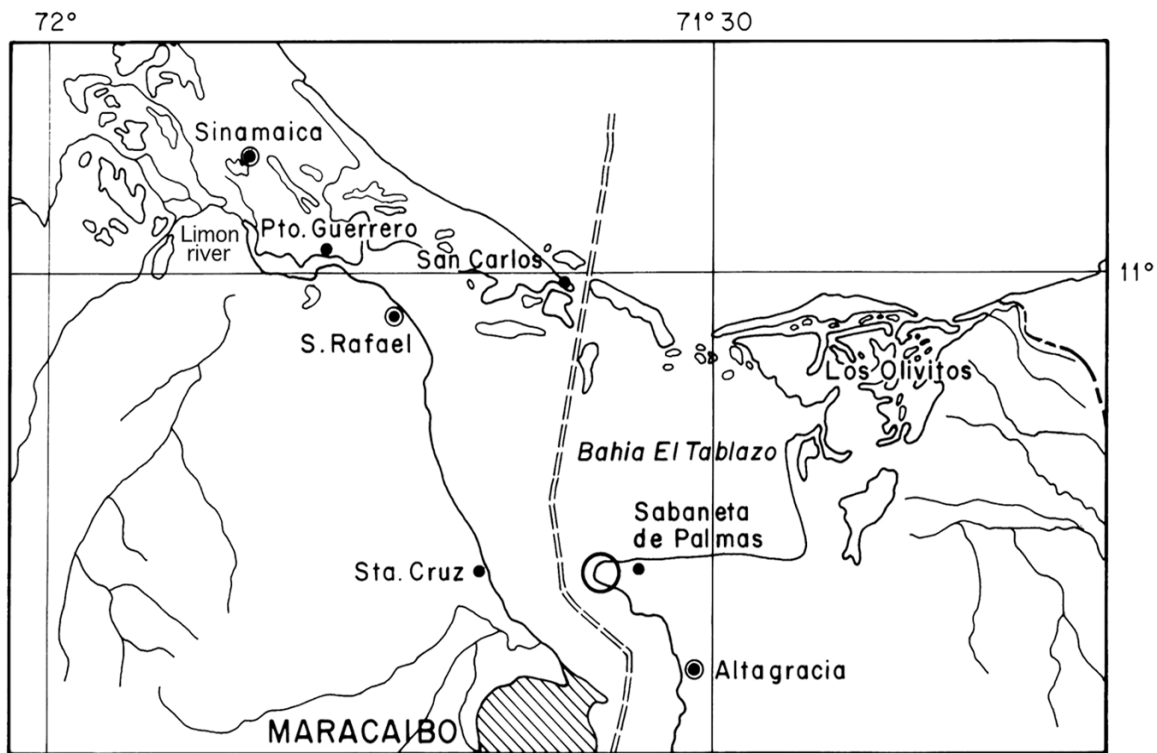 72°
71° 30
Sinamaica
Limon
river
Pto. Guerrero
San Carlos
11°
S. Rafael
Los Olivitos
Bahia El Tablazo
Sabaneta
de Palmas
Sta. Cruz
Altagracia
MARACAIBO